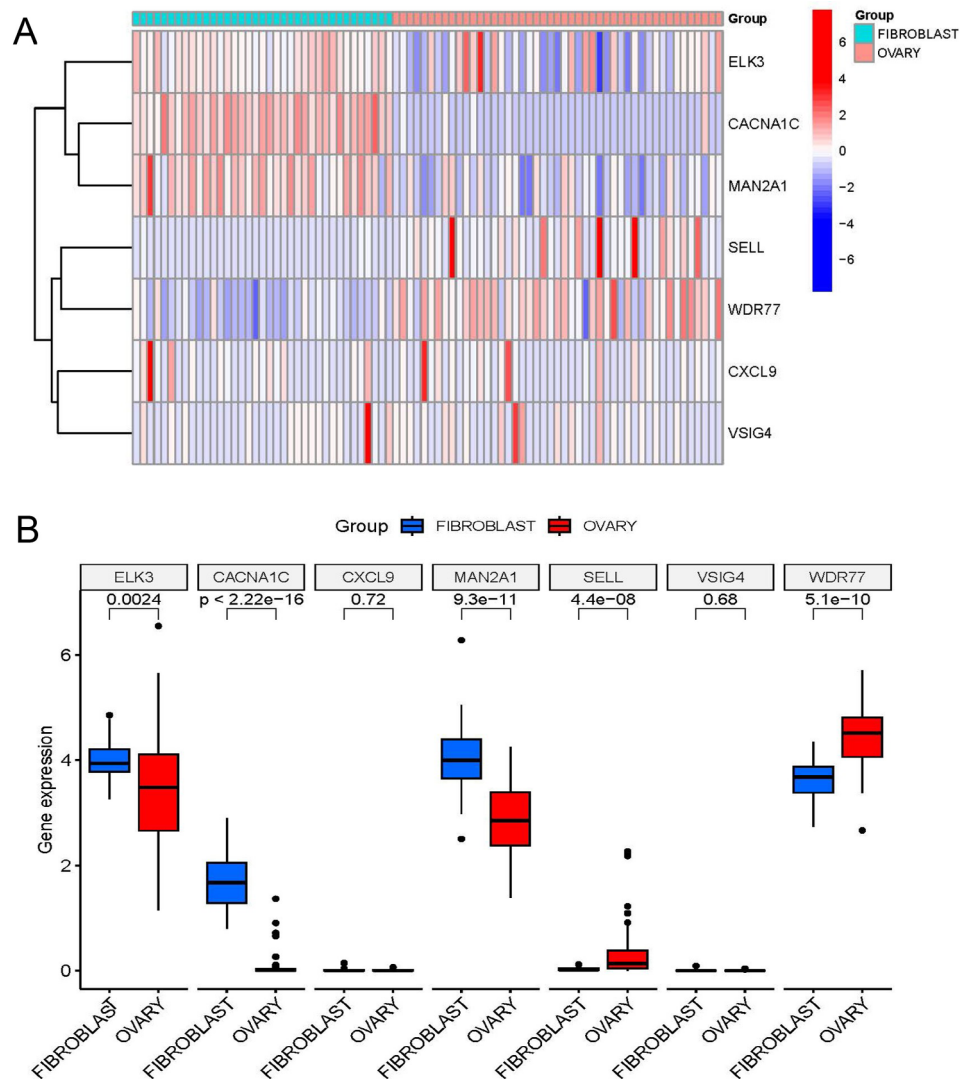 A
Group
Group
FIBROBLAST
OVARY
6
4
2
0
−2
−4
−6
ELK3
CACNA1C
MAN2A1
SELL
WDR77
CXCL9
VSIG4
B
Group FIBROBLAST OVARY
ELK3 CACNA1C CXCL9 MAN2A1 SELL VSIG4 WDR77
0.0024 p < 2.22e−16 0.72 9.3e−11 4.4e−08 0.68 5.1e−10
Gene expression
6
4
2
0
FIBROBLAST OVARY FIBROBLAST OVARY FIBROBLAST OVARY FIBROBLAST OVARY FIBROBLAST OVARY FIBROBLAST OVARY FIBROBLAST OVARY